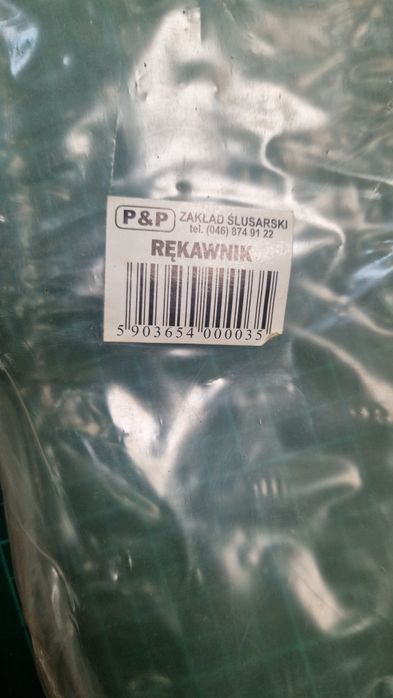 P&P ZAKŁAD ŚLUSARSKI
tel. (046) 874 91 22
RĘKAWNIK
5 903654 000035